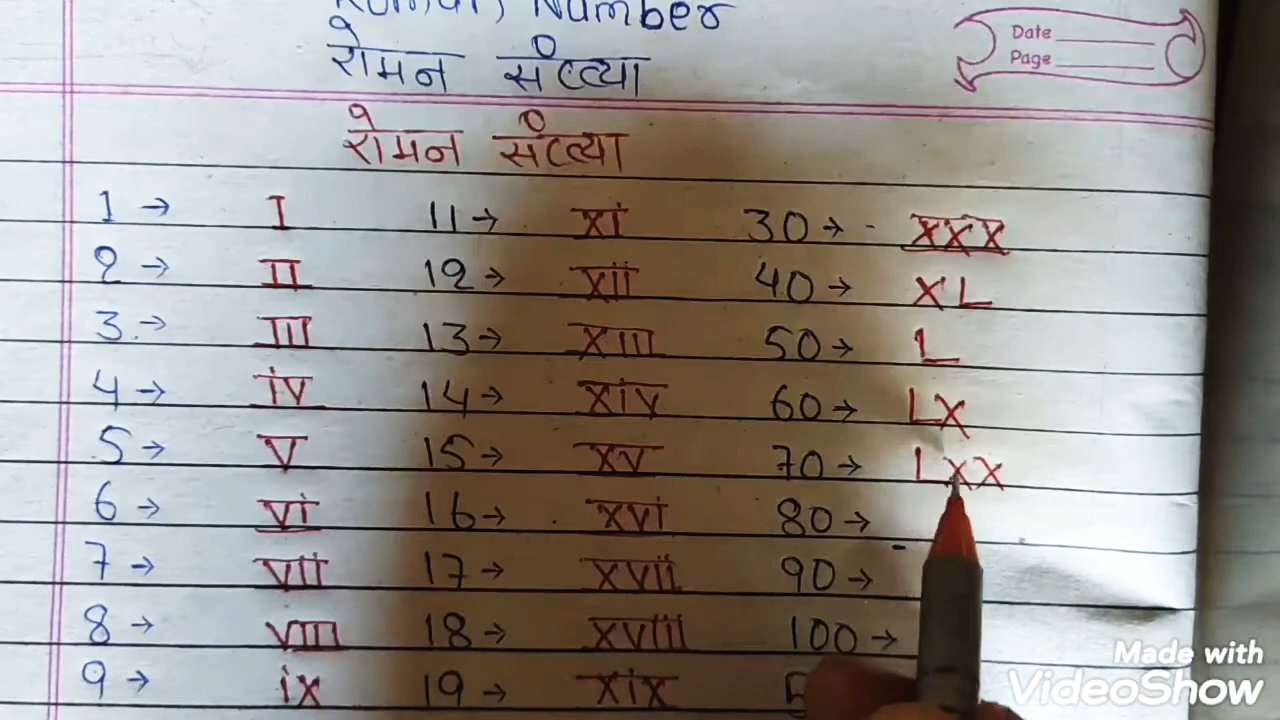 Roman Number
रोमन संख्या
Date
Page
रोमन संख्या
1 → I 11 → xi 30 → XXX
2 → II 12 → xii 40 → XL
3 → III 13 → XIII 50 → L
4 → iv 14 → xiv 60 → LX
5 → V 15 → XV 70 → LXX
6 → vi 16 → xvi 80 →
7 → vii 17 → xvii 90 →
8 → VIII 18 → xviii 100 →
9 → ix 19 → xix
Made with
VideoShow